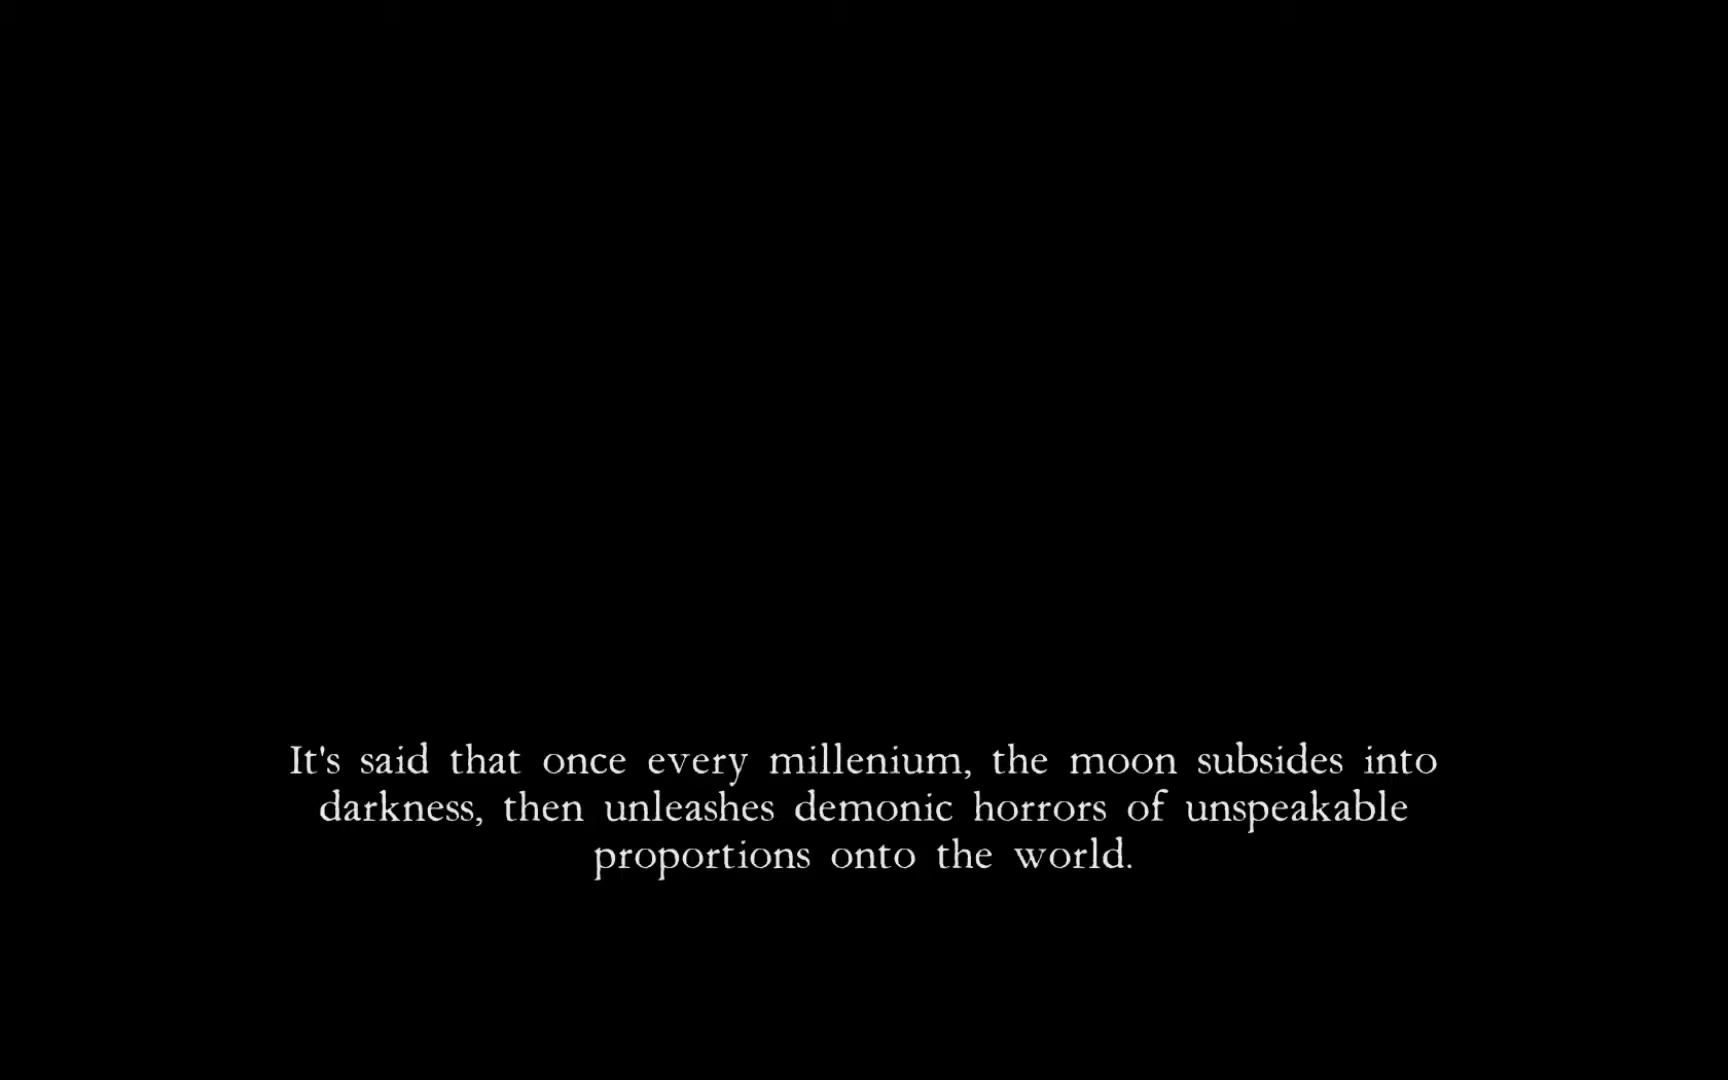 It's said that once every millenium, the moon subsides into
darkness, then unleashes demonic horrors of unspeakable
proportions onto the world.